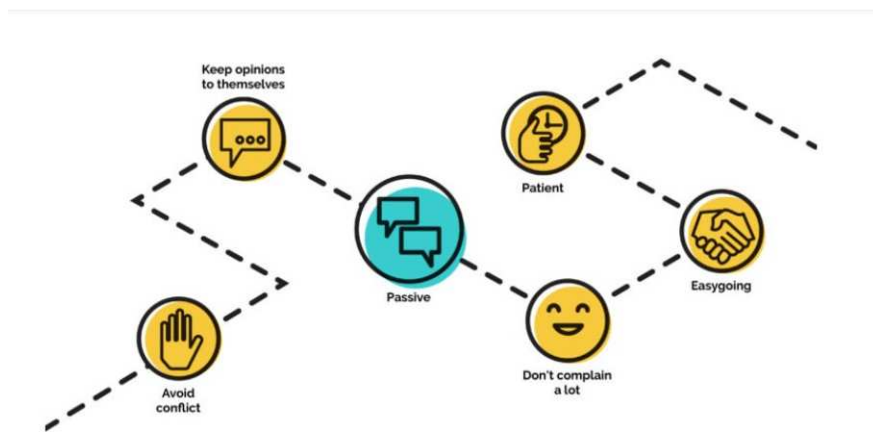 Keep opinions
to themselves
Patient
Passive
Easygoing
Don't complain
a lot
Avoid
conflict